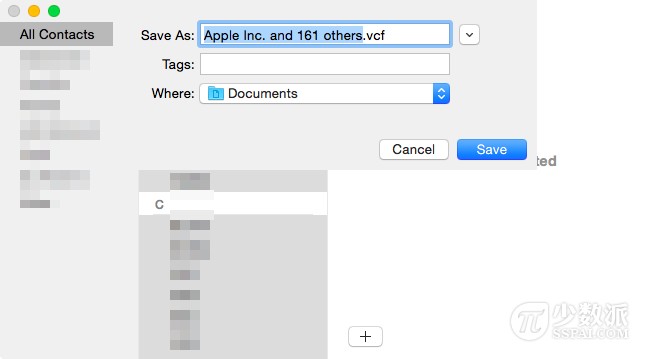 All Contacts
Save As: Apple Inc. and 161 others.vcf
Tags:
Where: Documents
Cancel Save
ted
C
少数派
SSPAI.COM